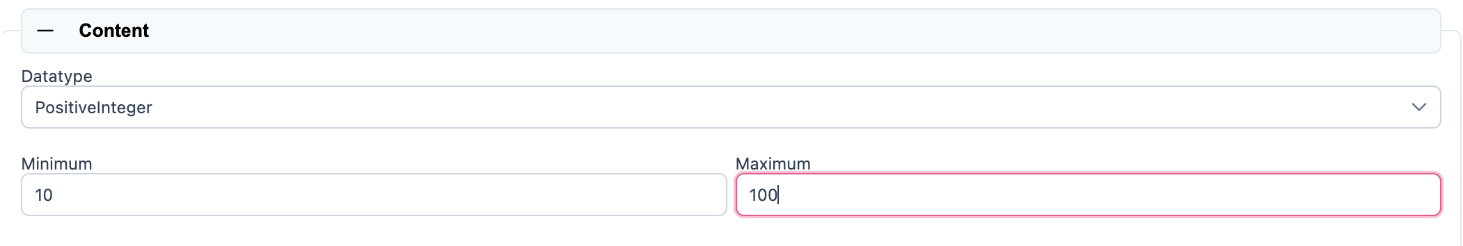 Content
Datatype
PositiveInteger
Minimum
Maximum
10
100